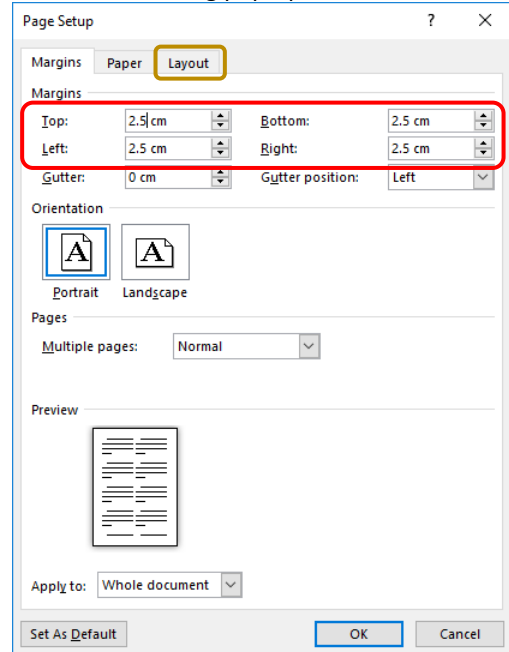 Page Setup ? ×
Margins Paper Layout
Margins
Top: 2.5 cm Bottom: 2.5 cm
Left: 2.5 cm Right: 2.5 cm
Gutter: 0 cm Gutter position: Left
Orientation
A A
Portrait Landscape
Pages
Multiple pages: Normal
Preview
Apply to: Whole document
Set As Default OK Cancel